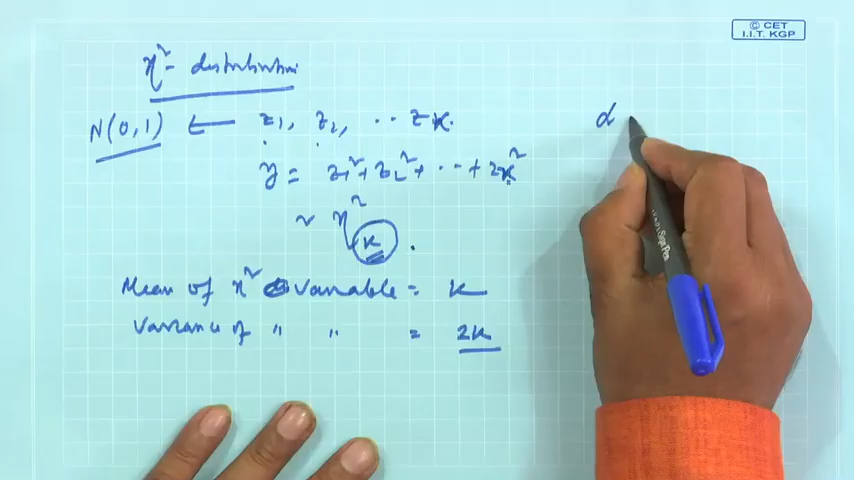 © CET
I.I.T. KGP
χ²- distribution
N(0,1) ← z1, z2, .. zk.
y = z1² + z2² + ... + zk²
~ χ²k.
Mean of χ² variable = k
Variance of " " = 2k
α